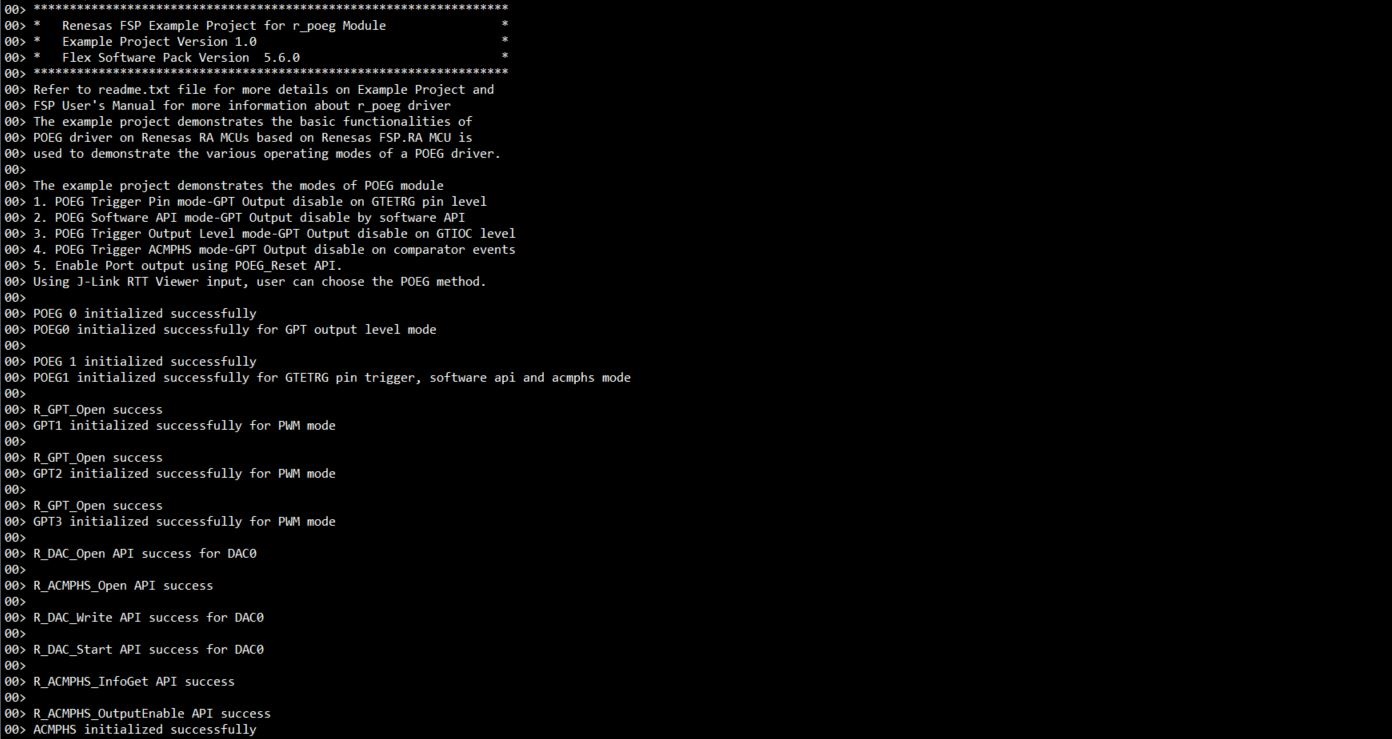 00> ******************************************************************
00> *   Renesas FSP Example Project for r_poeg Module                *
00> *   Example Project Version 1.0                                  *
00> *   Flex Software Pack Version  5.6.0                            *
00> ******************************************************************
00> Refer to readme.txt file for more details on Example Project and
00> FSP User's Manual for more information about r_poeg driver
00> The example project demonstrates the basic functionalities of
00> POEG driver on Renesas RA MCUs based on Renesas FSP.RA MCU is
00> used to demonstrate the various operating modes of a POEG driver.
00>
00> The example project demonstrates the modes of POEG module
00> 1. POEG Trigger Pin mode-GPT Output disable on GTETRG pin level
00> 2. POEG Software API mode-GPT Output disable by software API
00> 3. POEG Trigger Output Level mode-GPT Output disable on GTIOC level
00> 4. POEG Trigger ACMPHS mode-GPT Output disable on comparator events
00> 5. Enable Port output using POEG_Reset API.
00> Using J-Link RTT Viewer input, user can choose the POEG method.
00>
00> POEG 0 initialized successfully
00> POEG0 initialized successfully for GPT output level mode
00>
00> POEG 1 initialized successfully
00> POEG1 initialized successfully for GTETRG pin trigger, software api and acmphs mode
00>
00> R_GPT_Open success
00> GPT1 initialized successfully for PWM mode
00>
00> R_GPT_Open success
00> GPT2 initialized successfully for PWM mode
00>
00> R_GPT_Open success
00> GPT3 initialized successfully for PWM mode
00>
00> R_DAC_Open API success for DAC0
00>
00> R_ACMPHS_Open API success
00>
00> R_DAC_Write API success for DAC0
00>
00> R_DAC_Start API success for DAC0
00>
00> R_ACMPHS_InfoGet API success
00>
00> R_ACMPHS_OutputEnable API success
00> ACMPHS initialized successfully